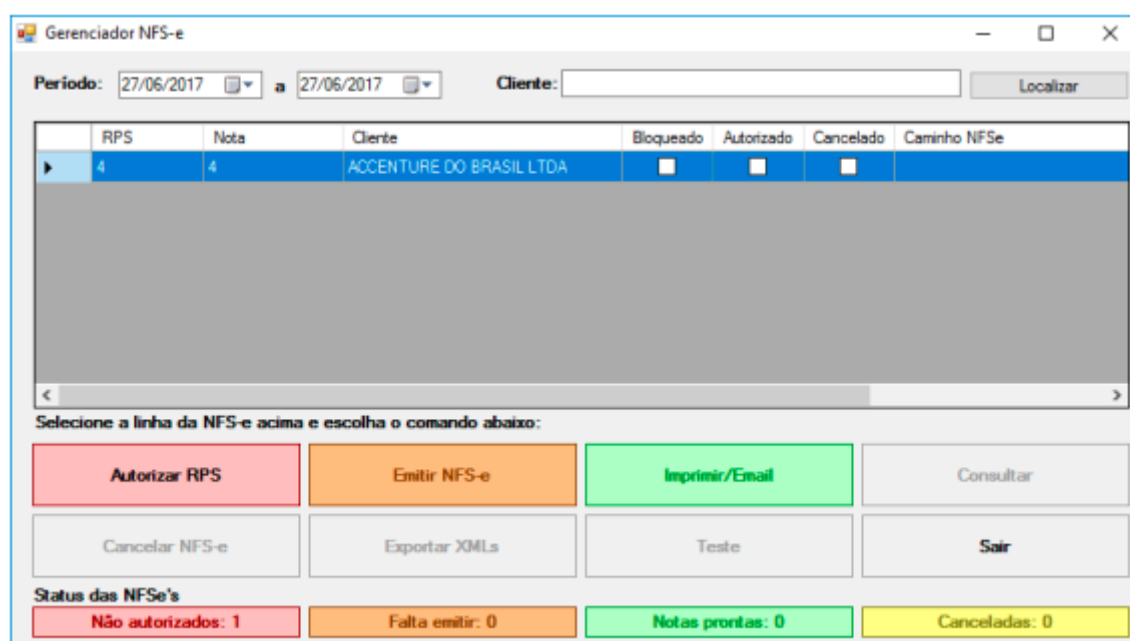 Gerenciador NFS-e
Período: 27/06/2017 a 27/06/2017 Cliente: Localizar
RPS Nota Cliente Bloqueado Autorizado Cancelado Caminho NFSe
4 4 ACCENTURE DO BRASIL LTDA
Selecione a linha da NFS-e acima e escolha o comando abaixo:
Autorizar RPS Emitir NFS-e Imprimir/Email Consultar
Cancelar NFS-e Exportar XMLs Teste Sair
Status das NFSe's
Não autorizados: 1 Falta emitir: 0 Notas prontas: 0 Canceladas: 0